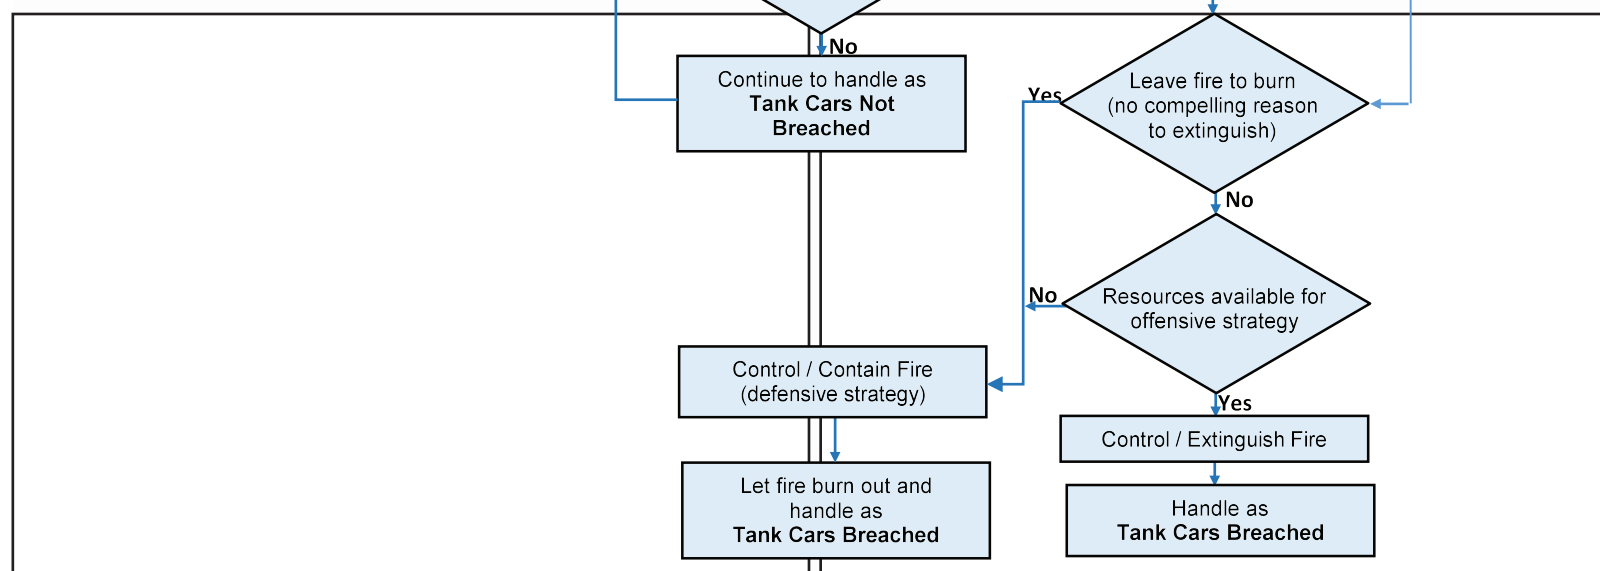 No
Continue to handle as
Tank Cars Not
Breached
Yes
Leave fire to burn
(no compelling reason
to extinguish)
No
No
Resources available for
offensive strategy
Control / Contain Fire
(defensive strategy)
Yes
Control / Extinguish Fire
Let fire burn out and
handle as
Tank Cars Breached
Handle as
Tank Cars Breached